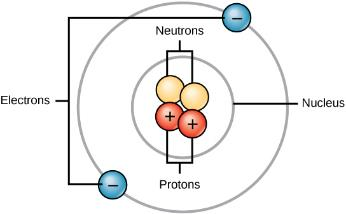 Neutrons
−
Electrons
Nucleus
+
+
Protons
−